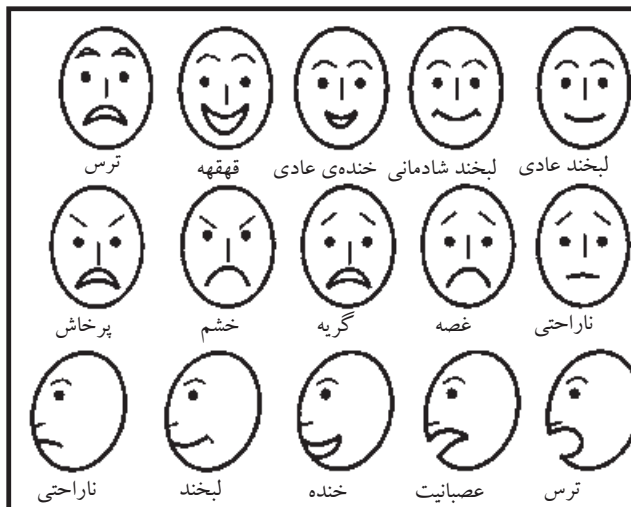 لبخند عادی لبخند شادمانی خنده‌ی عادی قهقهه ترس
ناراحتی غصه گریه خشم پرخاش
ترس عصبانیت خنده لبخند ناراحتی